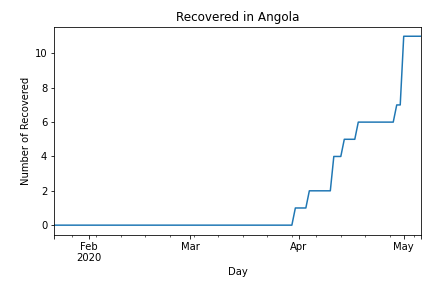 Recovered in Angola
Number of Recovered
10
8
6
4
2
0
Feb
2020
Mar
Apr
May
Day